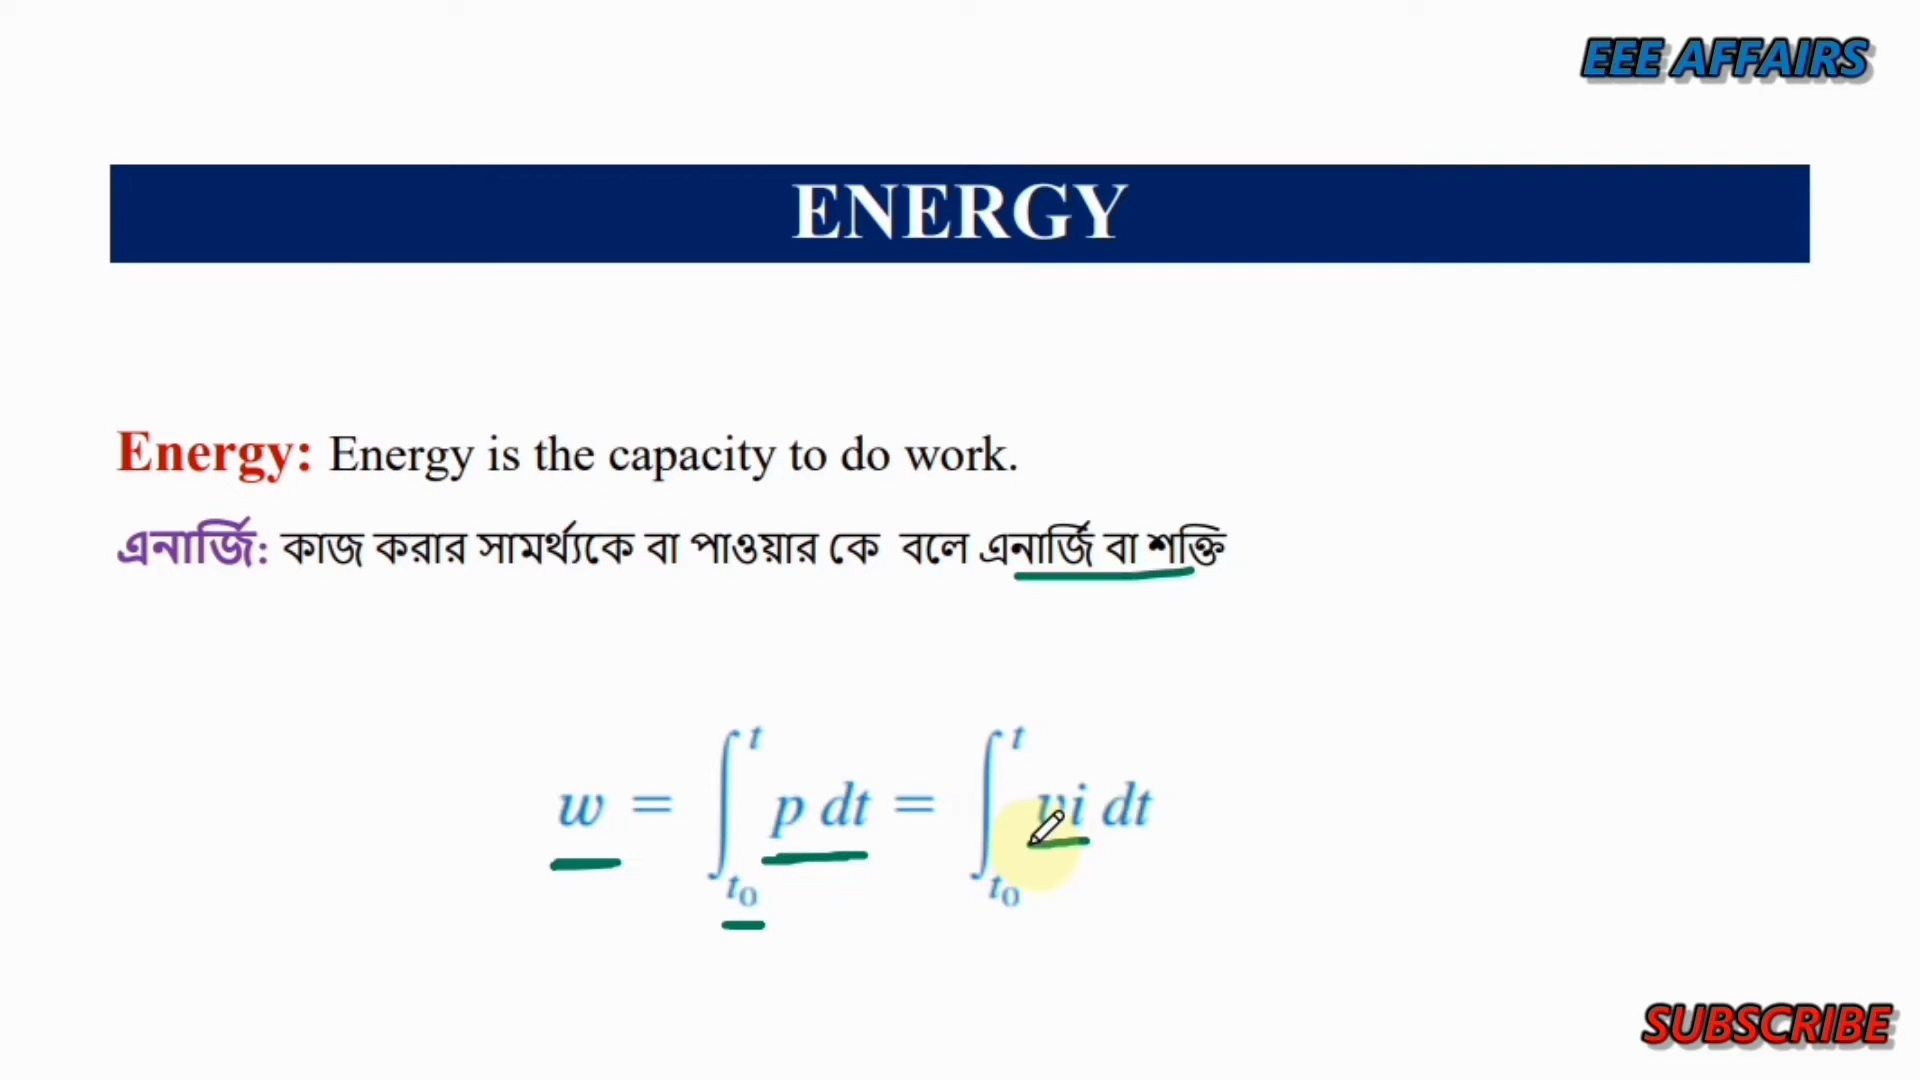 EEE AFFAIRS
ENERGY
Energy: Energy is the capacity to do work.
এনার্জি: কাজ করার সামর্থ্যকে বা পাওয়ার কে বলে এনার্জি বা শক্তি
w = ∫_{t₀}^{t} p dt = ∫_{t₀}^{t} vi dt
SUBSCRIBE